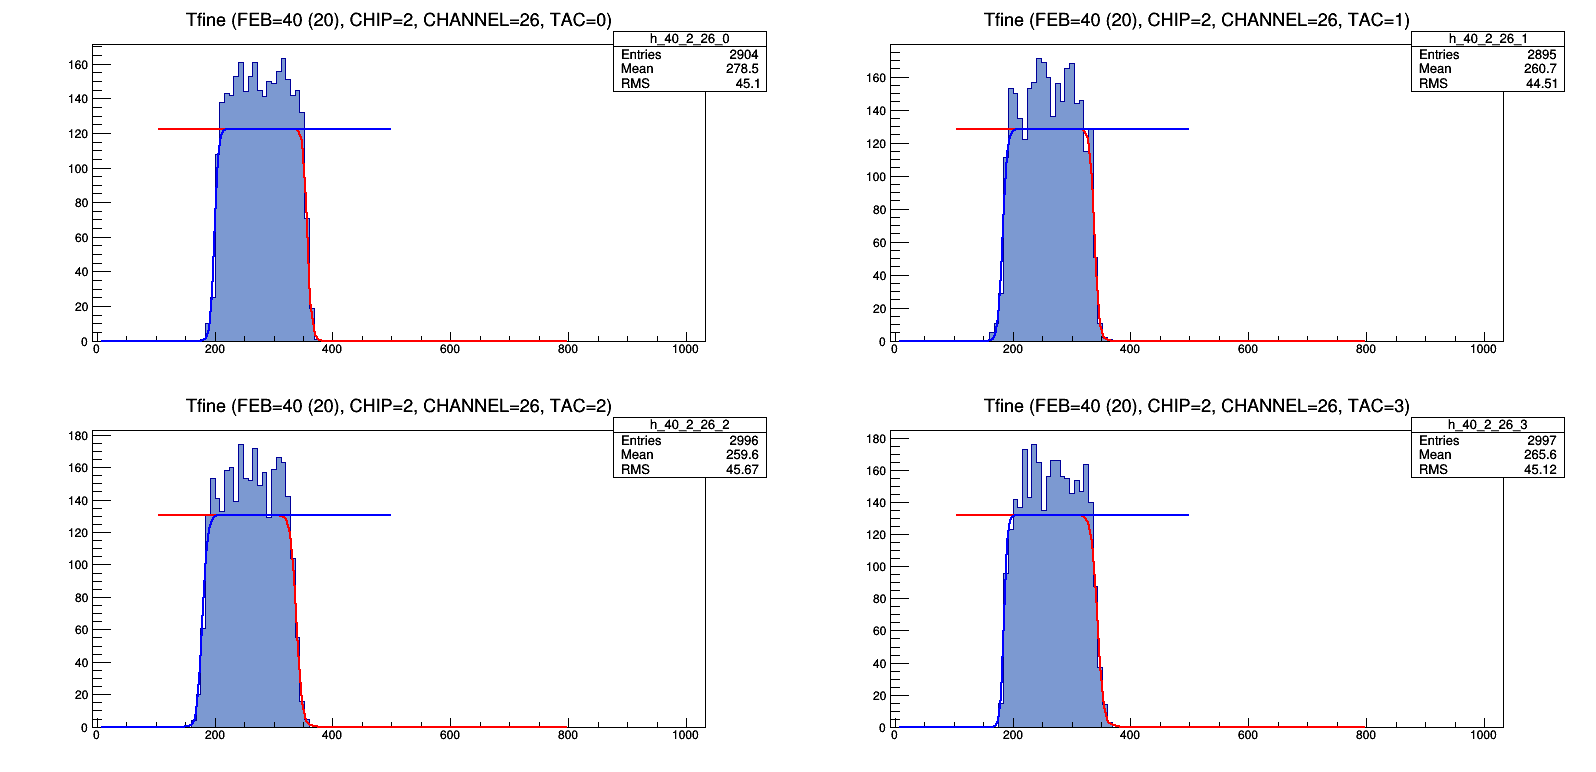 Tfine (FEB=40 (20), CHIP=2, CHANNEL=26, TAC=0)
h_40_2_26_0
Entries 2904
Mean 278.5
RMS 45.1
160
140
120
100
80
60
40
20
0
0 200 400 600 800 1000
Tfine (FEB=40 (20), CHIP=2, CHANNEL=26, TAC=1)
h_40_2_26_1
Entries 2895
Mean 260.7
RMS 44.51
160
140
120
100
80
60
40
20
0
0 200 400 600 800 1000
Tfine (FEB=40 (20), CHIP=2, CHANNEL=26, TAC=2)
h_40_2_26_2
Entries 2996
Mean 259.6
RMS 45.67
180
160
140
120
100
80
60
40
20
0
0 200 400 600 800 1000
Tfine (FEB=40 (20), CHIP=2, CHANNEL=26, TAC=3)
h_40_2_26_3
Entries 2997
Mean 265.6
RMS 45.12
180
160
140
120
100
80
60
40
20
0
0 200 400 600 800 1000